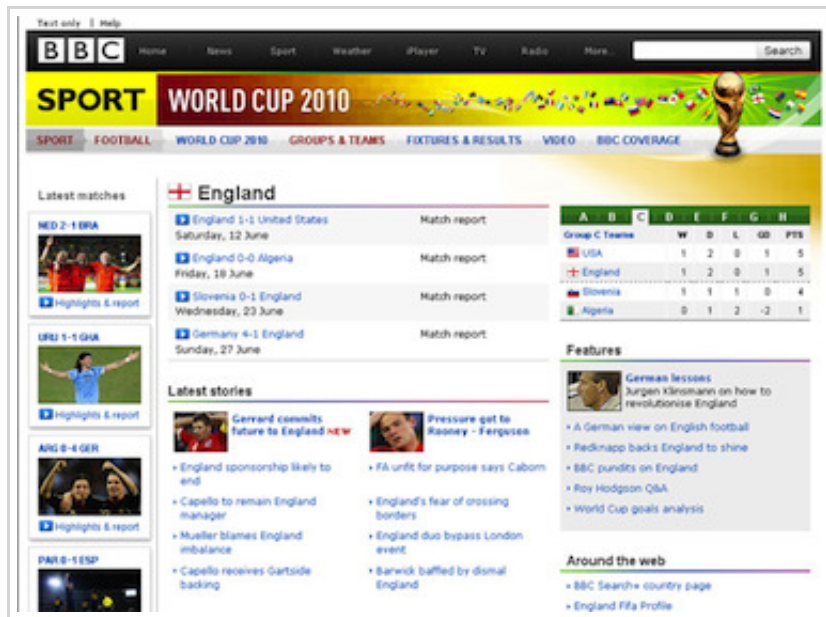 Text only | Help
BBC Home News Sport Weather iPlayer TV Radio More... Search
SPORT WORLD CUP 2010
SPORT FOOTBALL WORLD CUP 2010 GROUPS & TEAMS FIXTURES & RESULTS VIDEO BBC COVERAGE
Latest matches
NED 2-1 BRA
Highlights & report
URU 1-1 GHA
Highlights & report
ARG 0-4 GER
Highlights & report
PAR 0-1 ESP
England
England 1-1 United States Match report
Saturday, 12 June
England 0-0 Algeria Match report
Friday, 18 June
Slovenia 0-1 England Match report
Wednesday, 23 June
Germany 4-1 England Match report
Sunday, 27 June
Latest stories
Gerrard commits
future to England NEW
England sponsorship likely to
end
Capello to remain England
manager
Mueller blames England
imbalance
Capello receives Gartside
backing
Pressure got to
Rooney - Ferguson
FA unfit for purpose says Caborn
England's fear of crossing
borders
England duo bypass London
event
Barwick baffled by dismal
England
A B C D E F G H
Group C Teams W D L GD PTS
USA 1 2 0 1 5
England 1 2 0 1 5
Slovenia 1 1 1 0 4
Algeria 0 1 2 -2 1
Features
German lessons
Jurgen Klinsmann on how to
revolutionise England
A German view on English football
Redknapp backs England to shine
BBC pundits on England
Roy Hodgson Q&A
World Cup goals analysis
Around the web
BBC Search+ country page
England Fifa Profile